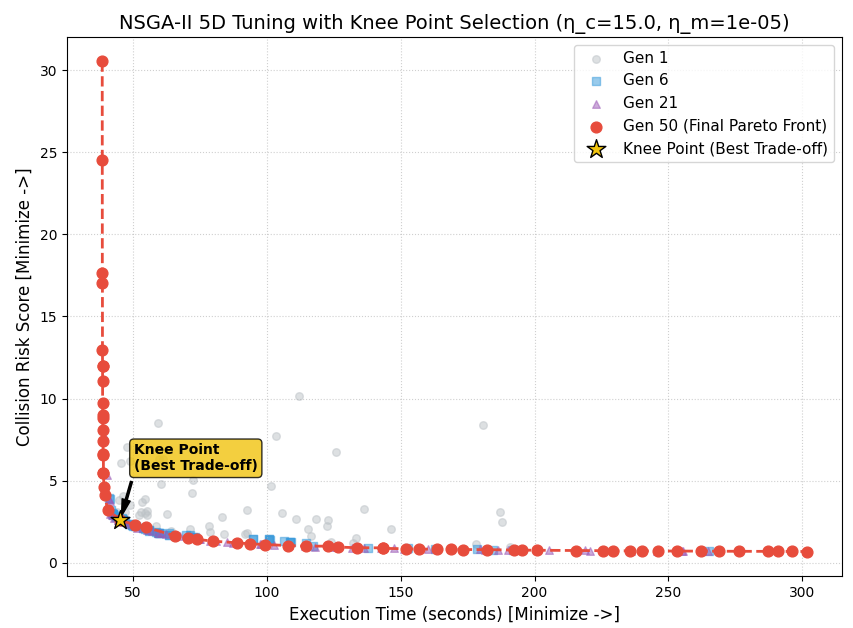 NSGA-II 5D Tuning with Knee Point Selection (η_c=15.0, η_m=1e-05)
Gen 1
Gen 6
Gen 21
Gen 50 (Final Pareto Front)
Knee Point (Best Trade-off)
Collision Risk Score [Minimize ->]
30
25
20
15
10
5
0
Knee Point
(Best Trade-off)
50
100
150
200
250
300
Execution Time (seconds) [Minimize ->]